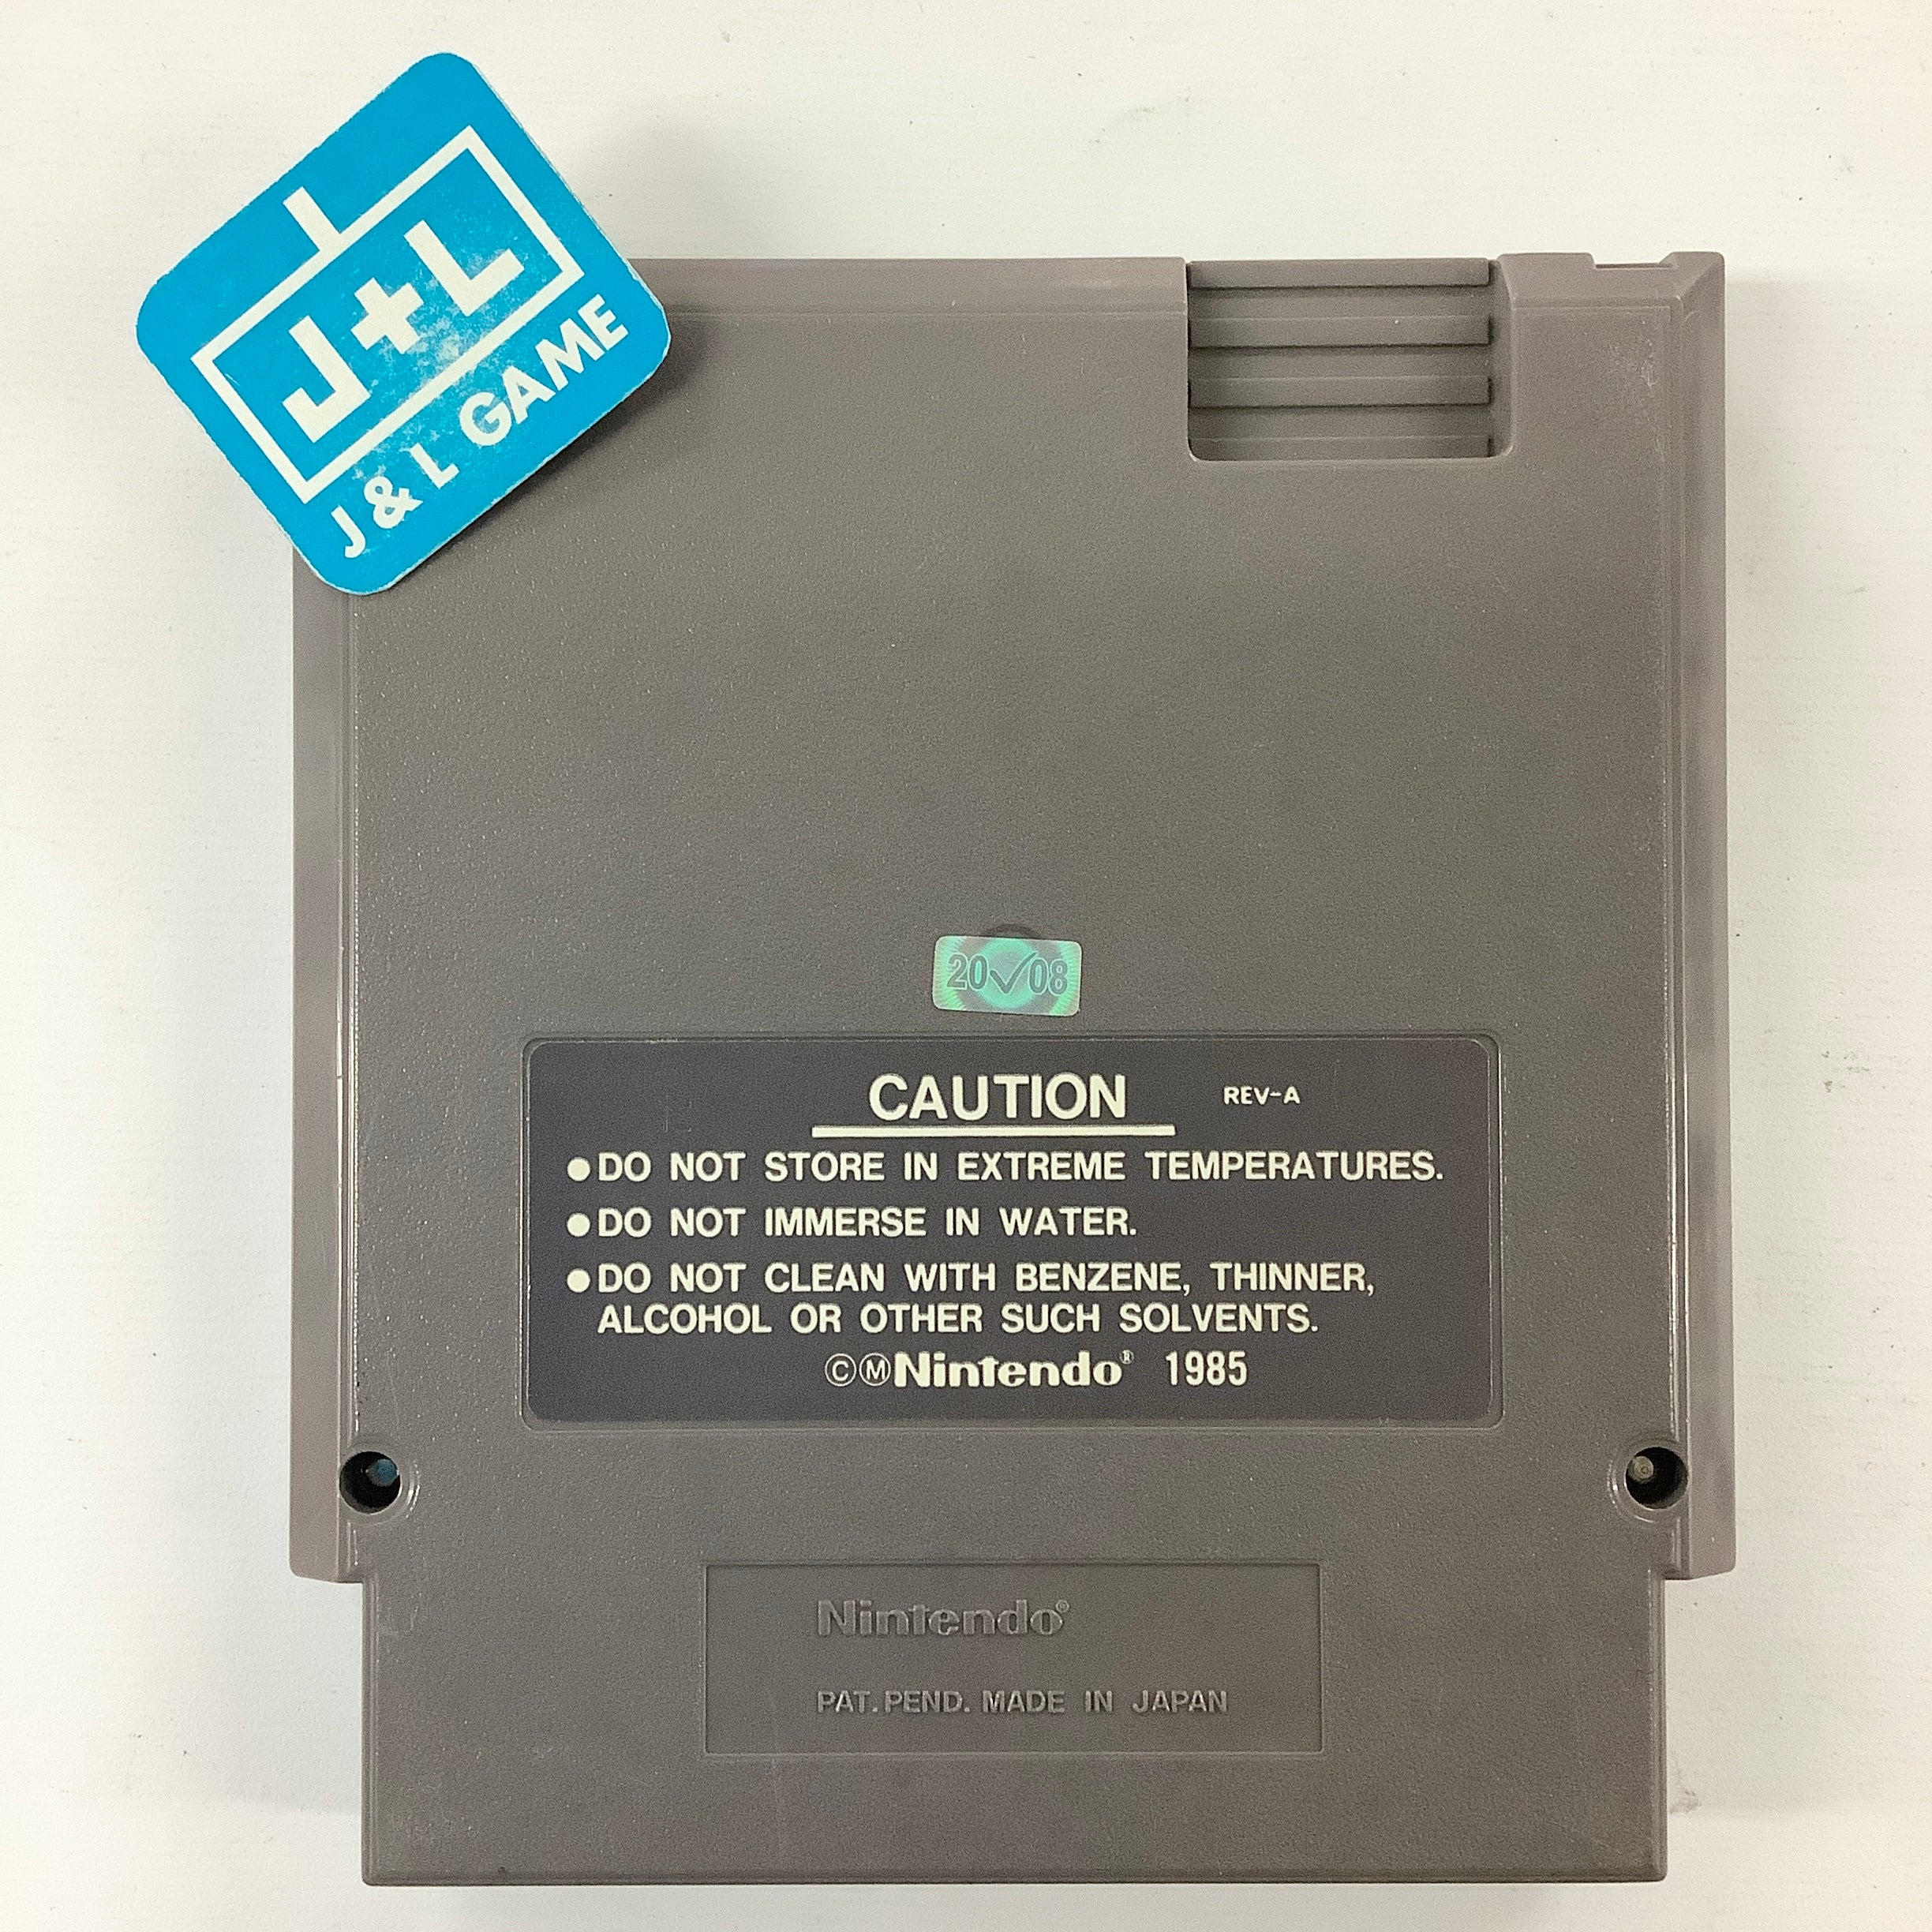 J+L
J & L GAME
20✓08
CAUTION REV-A
●DO NOT STORE IN EXTREME TEMPERATURES.
●DO NOT IMMERSE IN WATER.
●DO NOT CLEAN WITH BENZENE, THINNER,
ALCOHOL OR OTHER SUCH SOLVENTS.
©ⓂNintendo® 1985
Nintendo®
PAT.PEND. MADE IN JAPAN